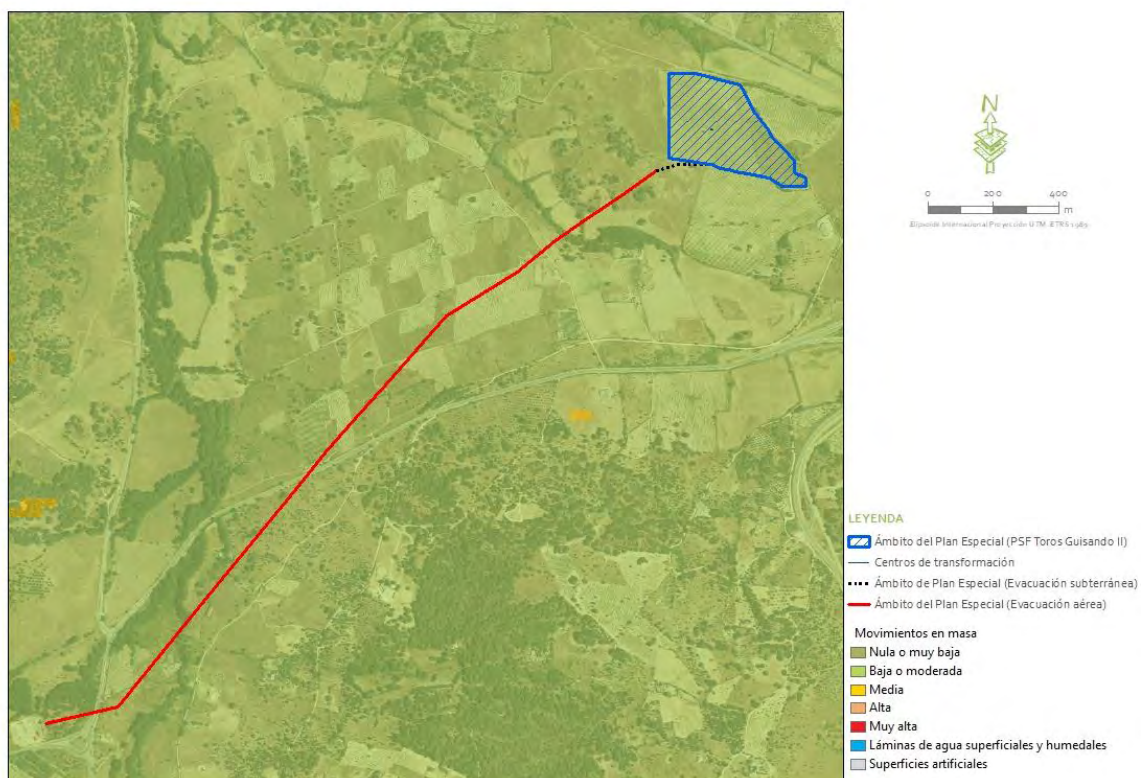 N
0 200 400
m
LEYENDA
Ámbito del Plan Especial (PSF Toros Guisando II)
Centros de transformación
Ámbito de Plan Especial (Evacuación subterránea)
Ámbito del Plan Especial (Evacuación aérea)
Movimientos en masa
Nula o muy baja
Baja o moderada
Media
Alta
Muy alta
Láminas de agua superficiales y humedales
Superficies artificiales